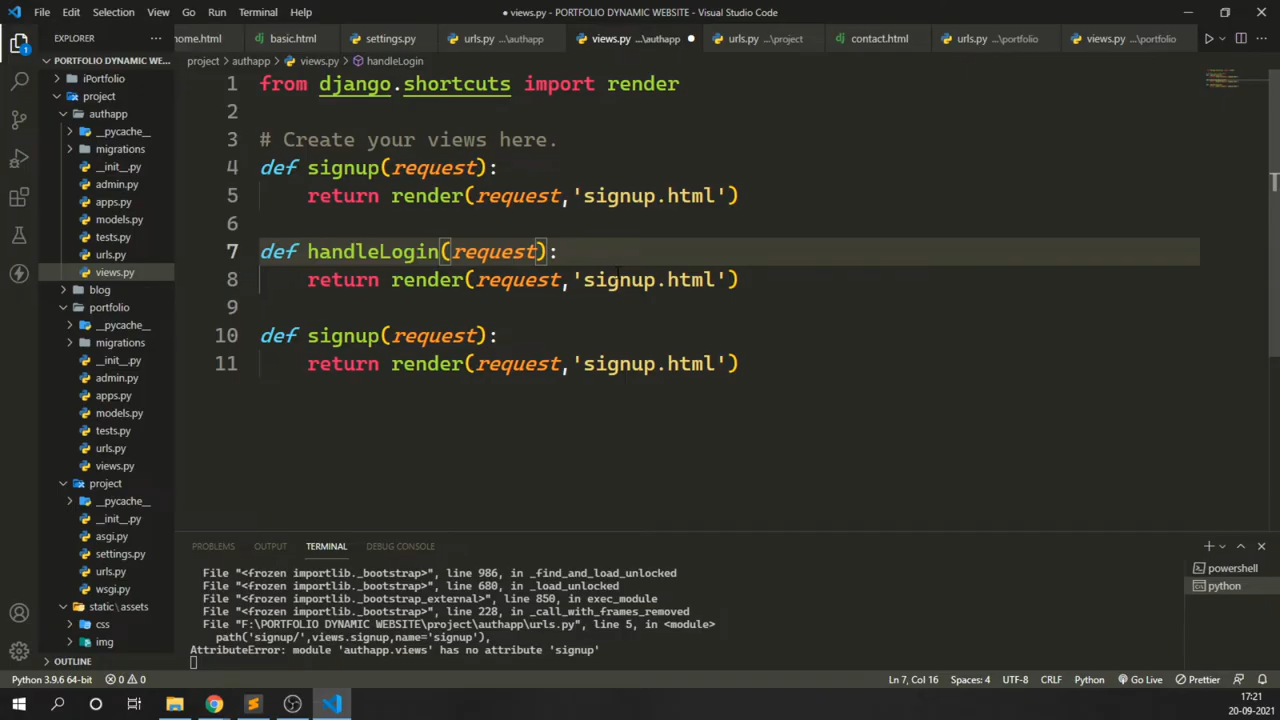 File Edit Selection View Go Run Terminal Help
● views.py - PORTFOLIO DYNAMIC WEBSITE - Visual Studio Code
EXPLORER
home.html basic.html settings.py urls.py ...\authapp views.py ...\authapp urls.py ...\project contact.html urls.py ...\portfolio views.py ...\portfolio
PORTFOLIO DYNAMIC WE...
project > authapp > views.py > handleLogin
iPortfolio
project
authapp
__pycache__
migrations
__init__.py
admin.py
apps.py
models.py
tests.py
urls.py
views.py
blog
portfolio
__pycache__
migrations
__init__.py
admin.py
apps.py
models.py
tests.py
urls.py
views.py
project
__pycache__
__init__.py
asgi.py
settings.py
urls.py
wsgi.py
static\assets
css
img
OUTLINE
1 from django.shortcuts import render
2
3 # Create your views here.
4 def signup(request):
5 return render(request,'signup.html')
6
7 def handleLogin(request):
8 return render(request,'signup.html')
9
10 def signup(request):
11 return render(request,'signup.html')
PROBLEMS OUTPUT TERMINAL DEBUG CONSOLE
File "<frozen importlib._bootstrap>", line 986, in _find_and_load_unlocked
File "<frozen importlib._bootstrap>", line 680, in _load_unlocked
File "<frozen importlib._bootstrap_external>", line 850, in exec_module
File "<frozen importlib._bootstrap>", line 228, in _call_with_frames_removed
File "F:\PORTFOLIO DYNAMIC WEBSITE\project\authapp\urls.py", line 5, in <module>
path('signup/',views.signup,name='signup'),
AttributeError: module 'authapp.views' has no attribute 'signup'
powershell
python
1
Python 3.9.6 64-bit 0 0 Ln 7, Col 16 Spaces: 4 UTF-8 CRLF Python Go Live Prettier
17:21
20-09-2021